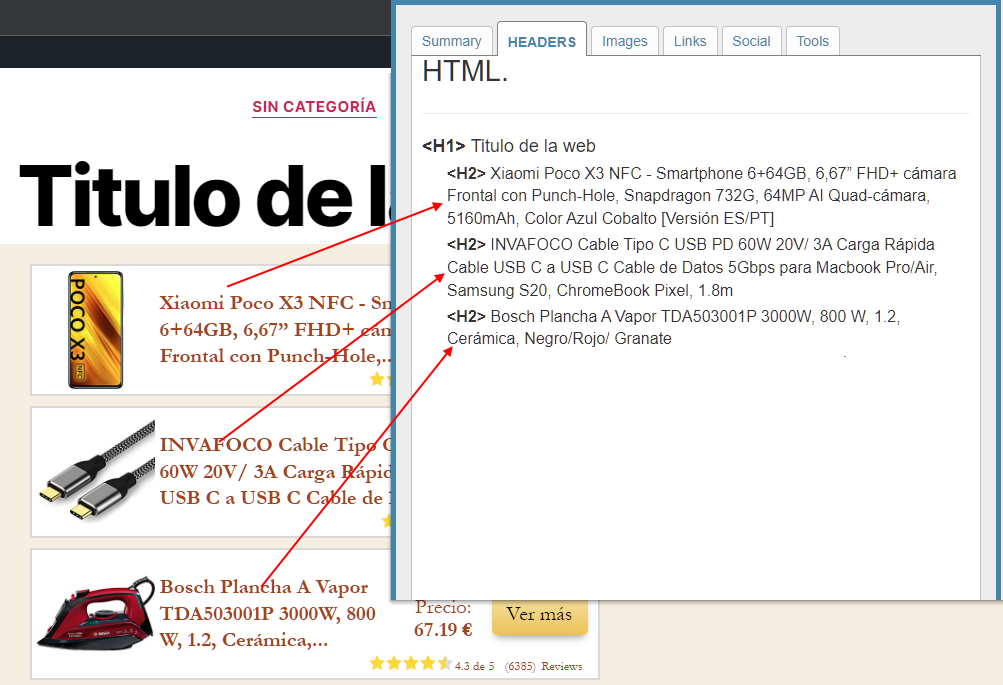 Summary HEADERS Images Links Social Tools
HTML.
SIN CATEGORÍA
Titulo de la
<H1> Titulo de la web
<H2> Xiaomi Poco X3 NFC - Smartphone 6+64GB, 6,67” FHD+ cámara
Frontal con Punch-Hole, Snapdragon 732G, 64MP AI Quad-cámara,
5160mAh, Color Azul Cobalto [Versión ES/PT]
<H2> INVAFOCO Cable Tipo C USB PD 60W 20V/ 3A Carga Rápida
Cable USB C a USB C Cable de Datos 5Gbps para Macbook Pro/Air,
Samsung S20, ChromeBook Pixel, 1.8m
<H2> Bosch Plancha A Vapor TDA503001P 3000W, 800 W, 1.2,
Cerámica, Negro/Rojo/ Granate
POCO X3 NFC
Xiaomi Poco X3 NFC - Sm
6+64GB, 6,67” FHD+ cám
Frontal con Punch-Hole,..
INVAFOCO Cable Tipo C
60W 20V/ 3A Carga Rápid
USB C a USB C Cable de
Bosch Plancha A Vapor
TDA503001P 3000W, 800
W, 1.2, Cerámica,...
Precio:
67.19 €
Ver más
4.3 de 5 (6385) Reviews